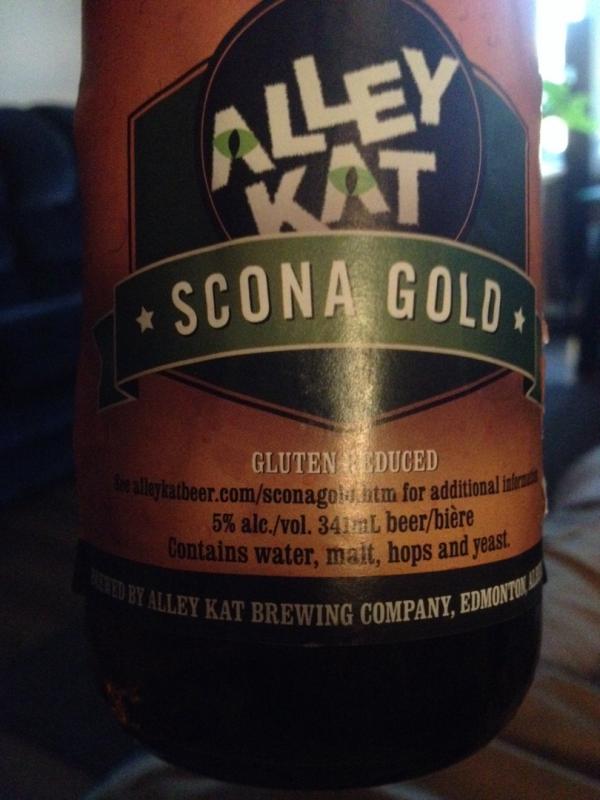 ALLEY
KAT
SCONA GOLD
GLUTEN REDUCED
See alleykatbeer.com/sconagold.htm for additional information
5% alc./vol. 341mL beer/bière
Contains water, malt, hops and yeast.
BREWED BY ALLEY KAT BREWING COMPANY, EDMONTON,